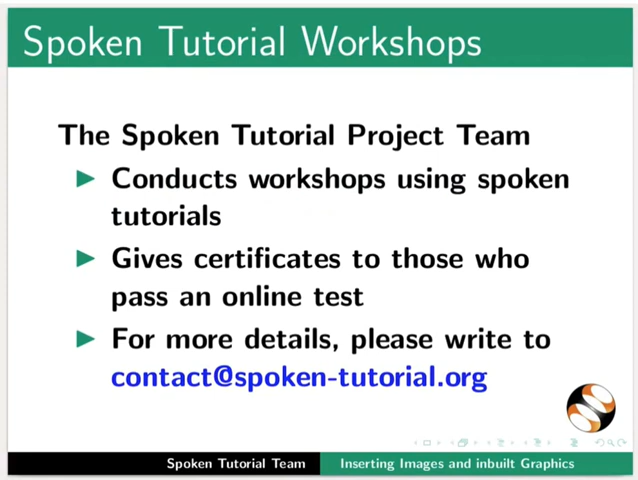 Spoken Tutorial Workshops
The Spoken Tutorial Project Team
Conducts workshops using spoken
tutorials
Gives certificates to those who
pass an online test
For more details, please write to
contact@spoken-tutorial.org
Spoken Tutorial Team
Inserting Images and inbuilt Graphics